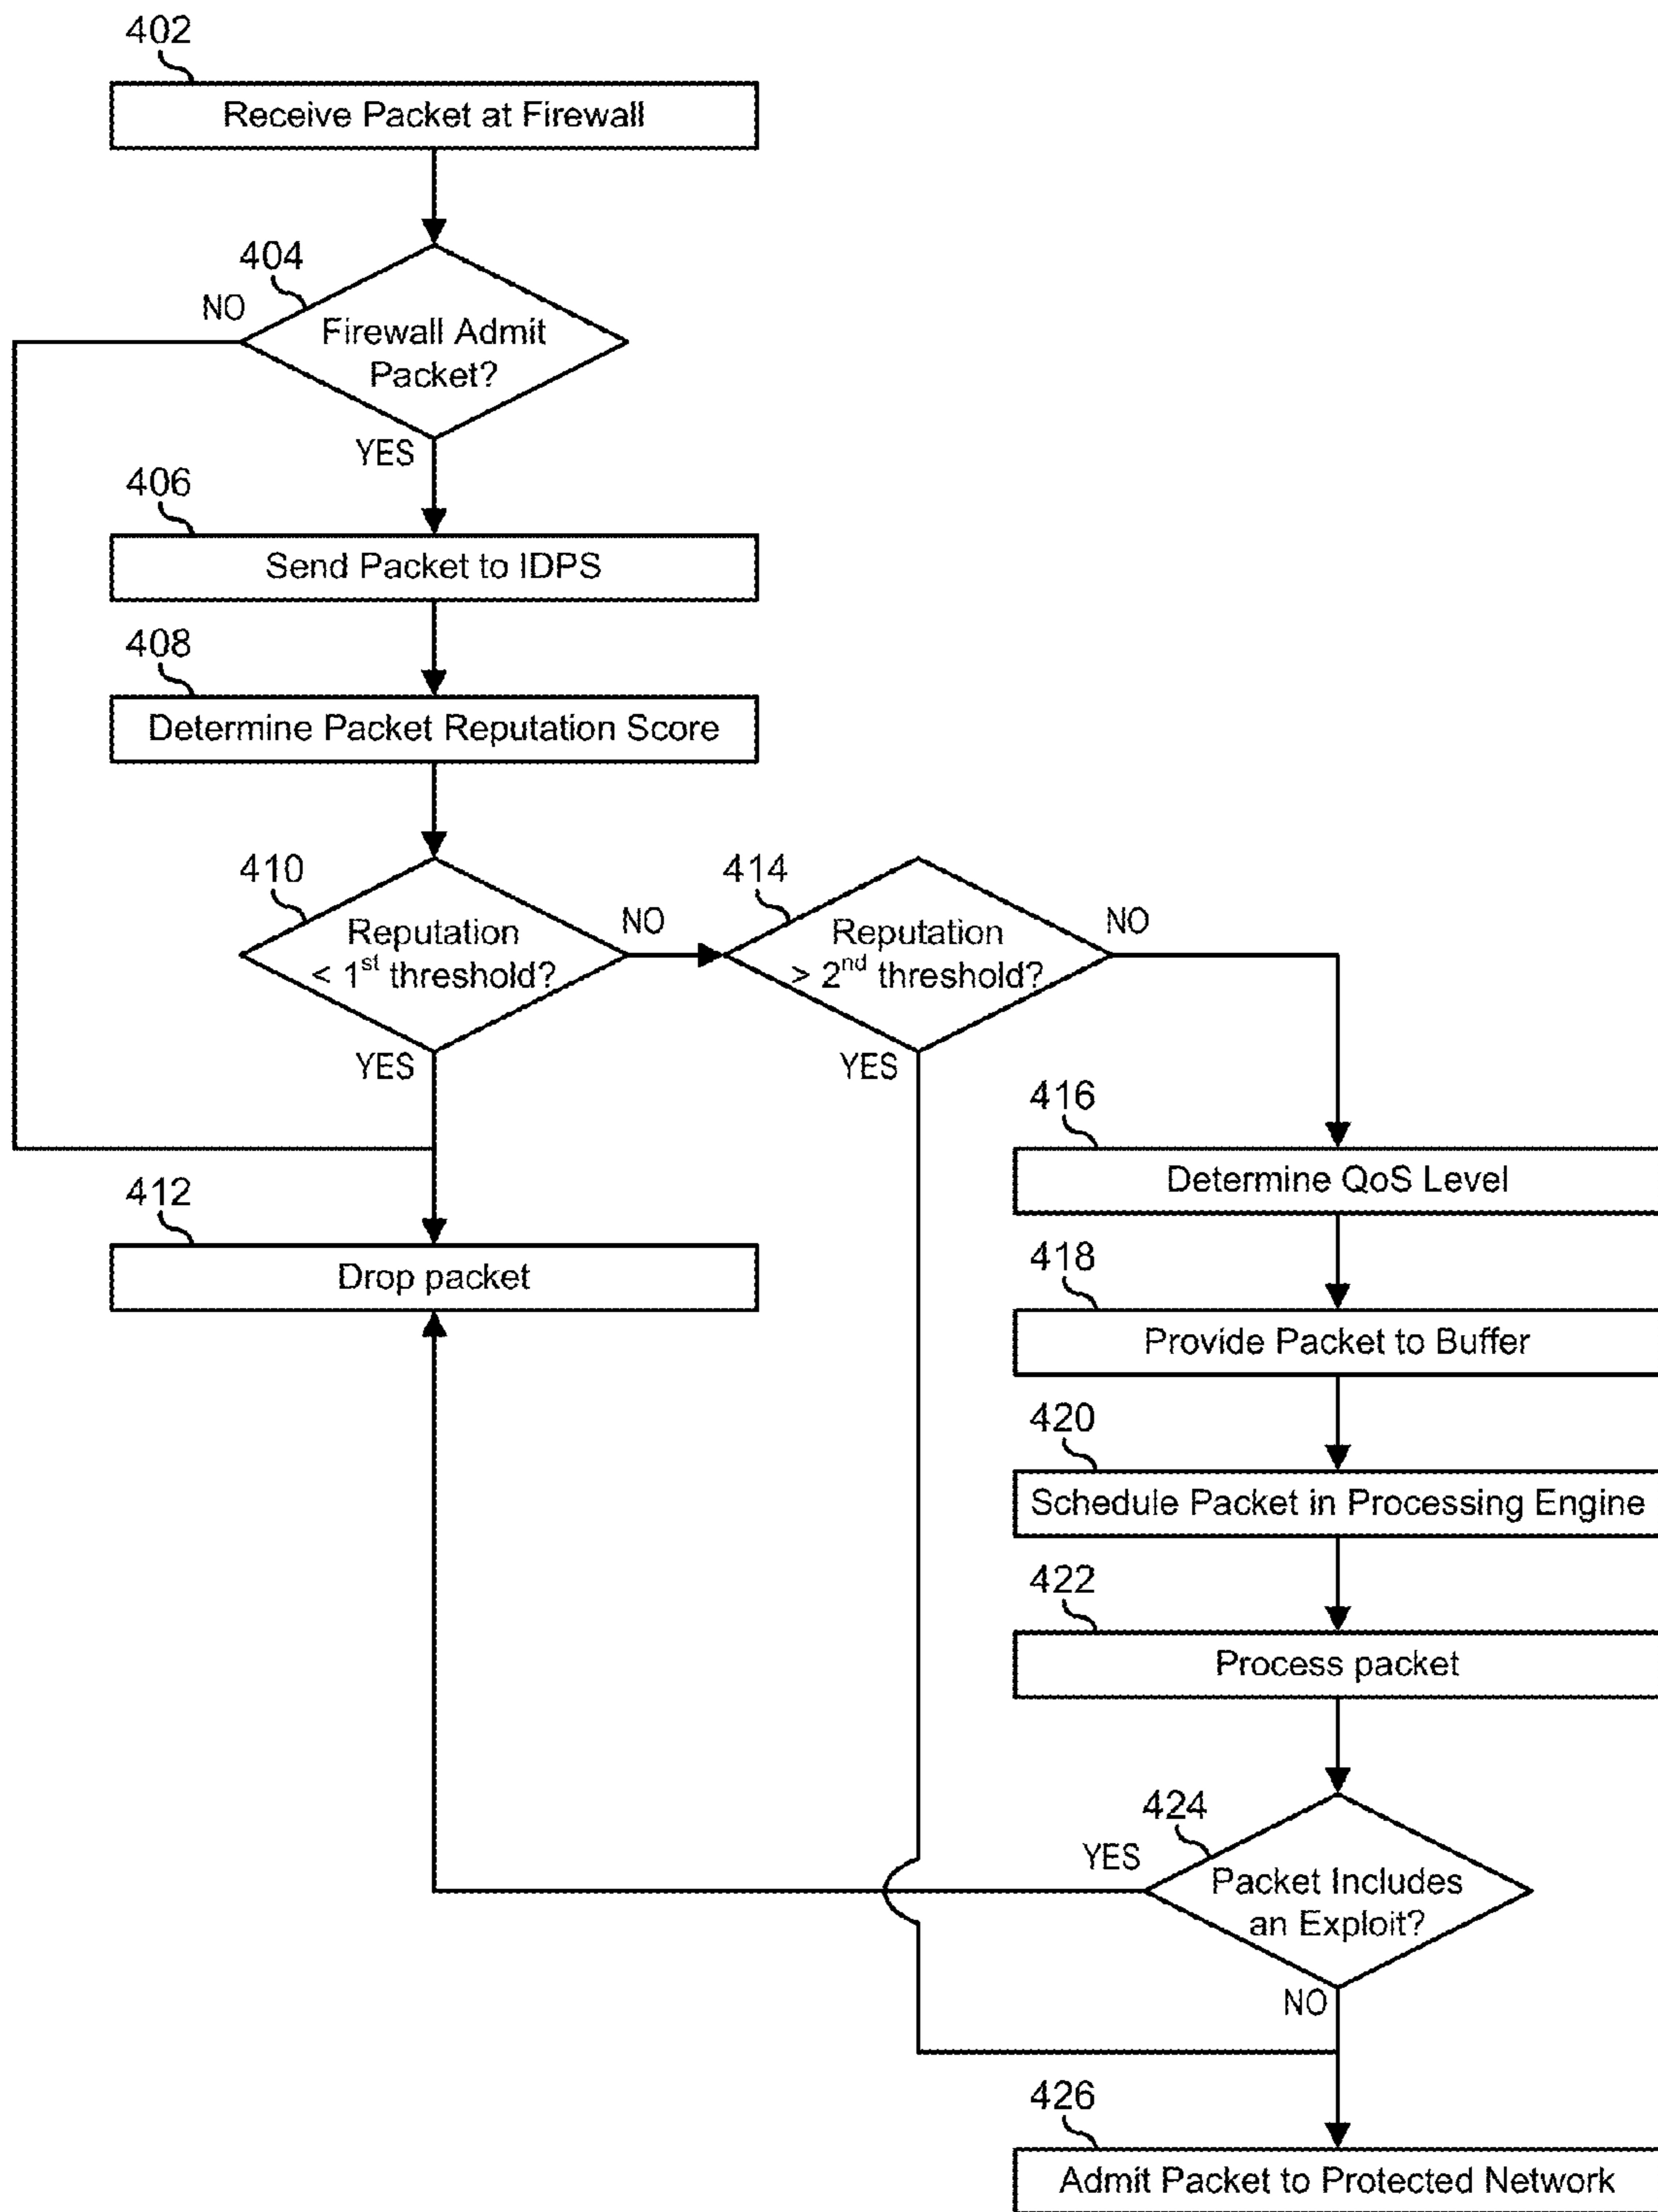 402
Receive Packet at Firewall
404
NO
Firewall Admit
Packet?
YES
406
Send Packet to IDPS
408
Determine Packet Reputation Score
410
Reputation
< 1st threshold?
NO
YES
414
Reputation
> 2nd threshold?
NO
YES
412
Drop packet
416
Determine QoS Level
418
Provide Packet to Buffer
420
Schedule Packet in Processing Engine
422
Process packet
424
YES
Packet Includes
an Exploit?
NO
426
Admit Packet to Protected Network